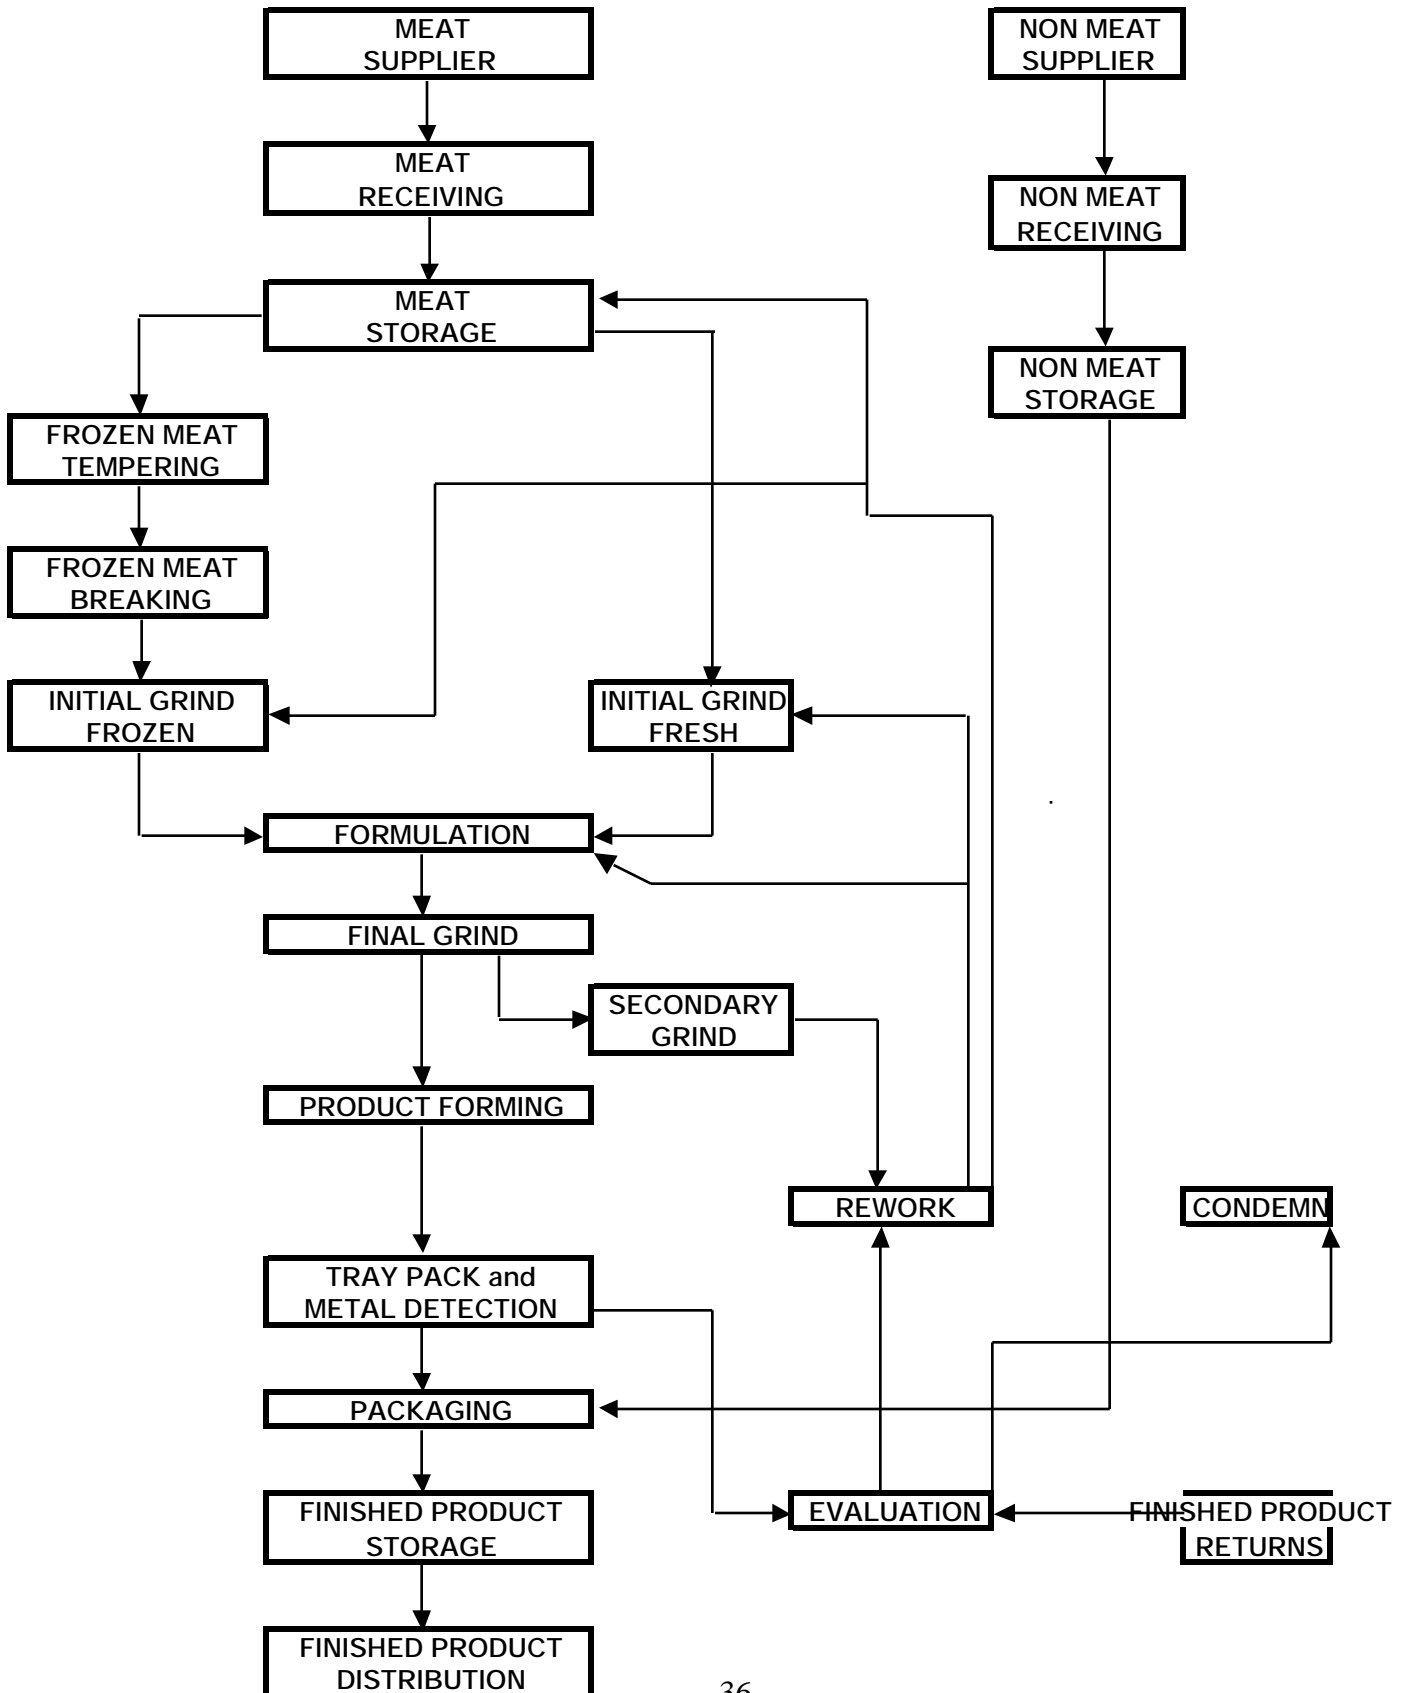 MEAT
SUPPLIER
NON MEAT
SUPPLIER
MEAT
RECEIVING
NON MEAT
RECEIVING
MEAT
STORAGE
NON MEAT
STORAGE
FROZEN MEAT
TEMPERING
FROZEN MEAT
BREAKING
INITIAL GRIND
FROZEN
INITIAL GRIND
FRESH
.
FORMULATION
FINAL GRIND
SECONDARY
GRIND
PRODUCT FORMING
REWORK
CONDEMN
TRAY PACK and
METAL DETECTION
PACKAGING
FINISHED PRODUCT
STORAGE
EVALUATION
FINISHED PRODUCT
RETURNS
FINISHED PRODUCT
DISTRIBUTION
36